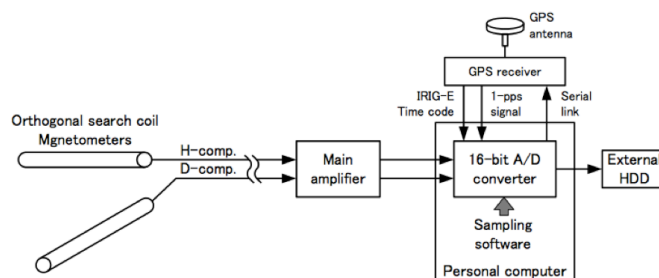 GPS
antenna
GPS receiver
IRIG-E
Time code
1-pps
signal
Serial
link
Orthogonal search coil
Mgnetometers
H-comp.
D-comp.
Main
amplifier
16-bit A/D
converter
External
HDD
Sampling
software
Personal computer